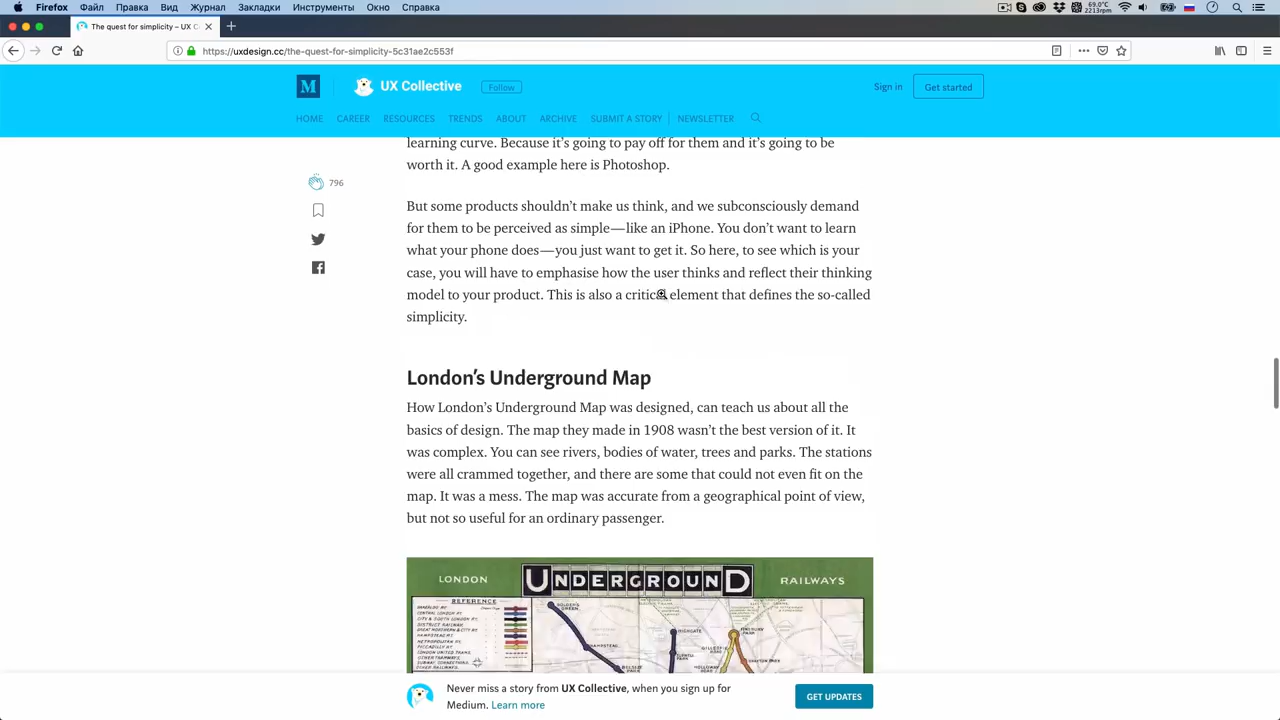 Firefox Файл Правка Вид Журнал Закладки Инструменты Окно Справка
69.0°C
2213rpm
The quest for simplicity – UX C
https://uxdesign.cc/the-quest-for-simplicity-5c31ae2c553f
M UX Collective Follow Sign in Get started
HOME CAREER RESOURCES TRENDS ABOUT ARCHIVE SUBMIT A STORY NEWSLETTER
learning curve. Because it's going to pay off for them and it's going to be
worth it. A good example here is Photoshop.
796
But some products shouldn't make us think, and we subconsciously demand
for them to be perceived as simple — like an iPhone. You don't want to learn
what your phone does — you just want to get it. So here, to see which is your
case, you will have to emphasise how the user thinks and reflect their thinking
model to your product. This is also a critical element that defines the so-called
simplicity.
London's Underground Map
How London's Underground Map was designed, can teach us about all the
basics of design. The map they made in 1908 wasn't the best version of it. It
was complex. You can see rivers, bodies of water, trees and parks. The stations
were all crammed together, and there are some that could not even fit on the
map. It was a mess. The map was accurate from a geographical point of view,
but not so useful for an ordinary passenger.
LONDON UNDERGROUND RAILWAYS
REFERENCE
GOLDER'S GREEN
HIGHGATE
FINSBURY PARK
HAMPSTEAD
Never miss a story from UX Collective, when you sign up for
Medium. Learn more
GET UPDATES